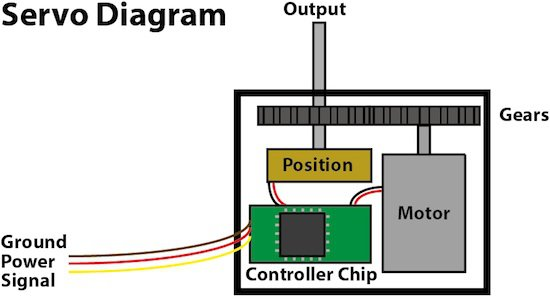 Servo Diagram
Output
Gears
Position
Motor
Ground
Power
Signal
Controller Chip